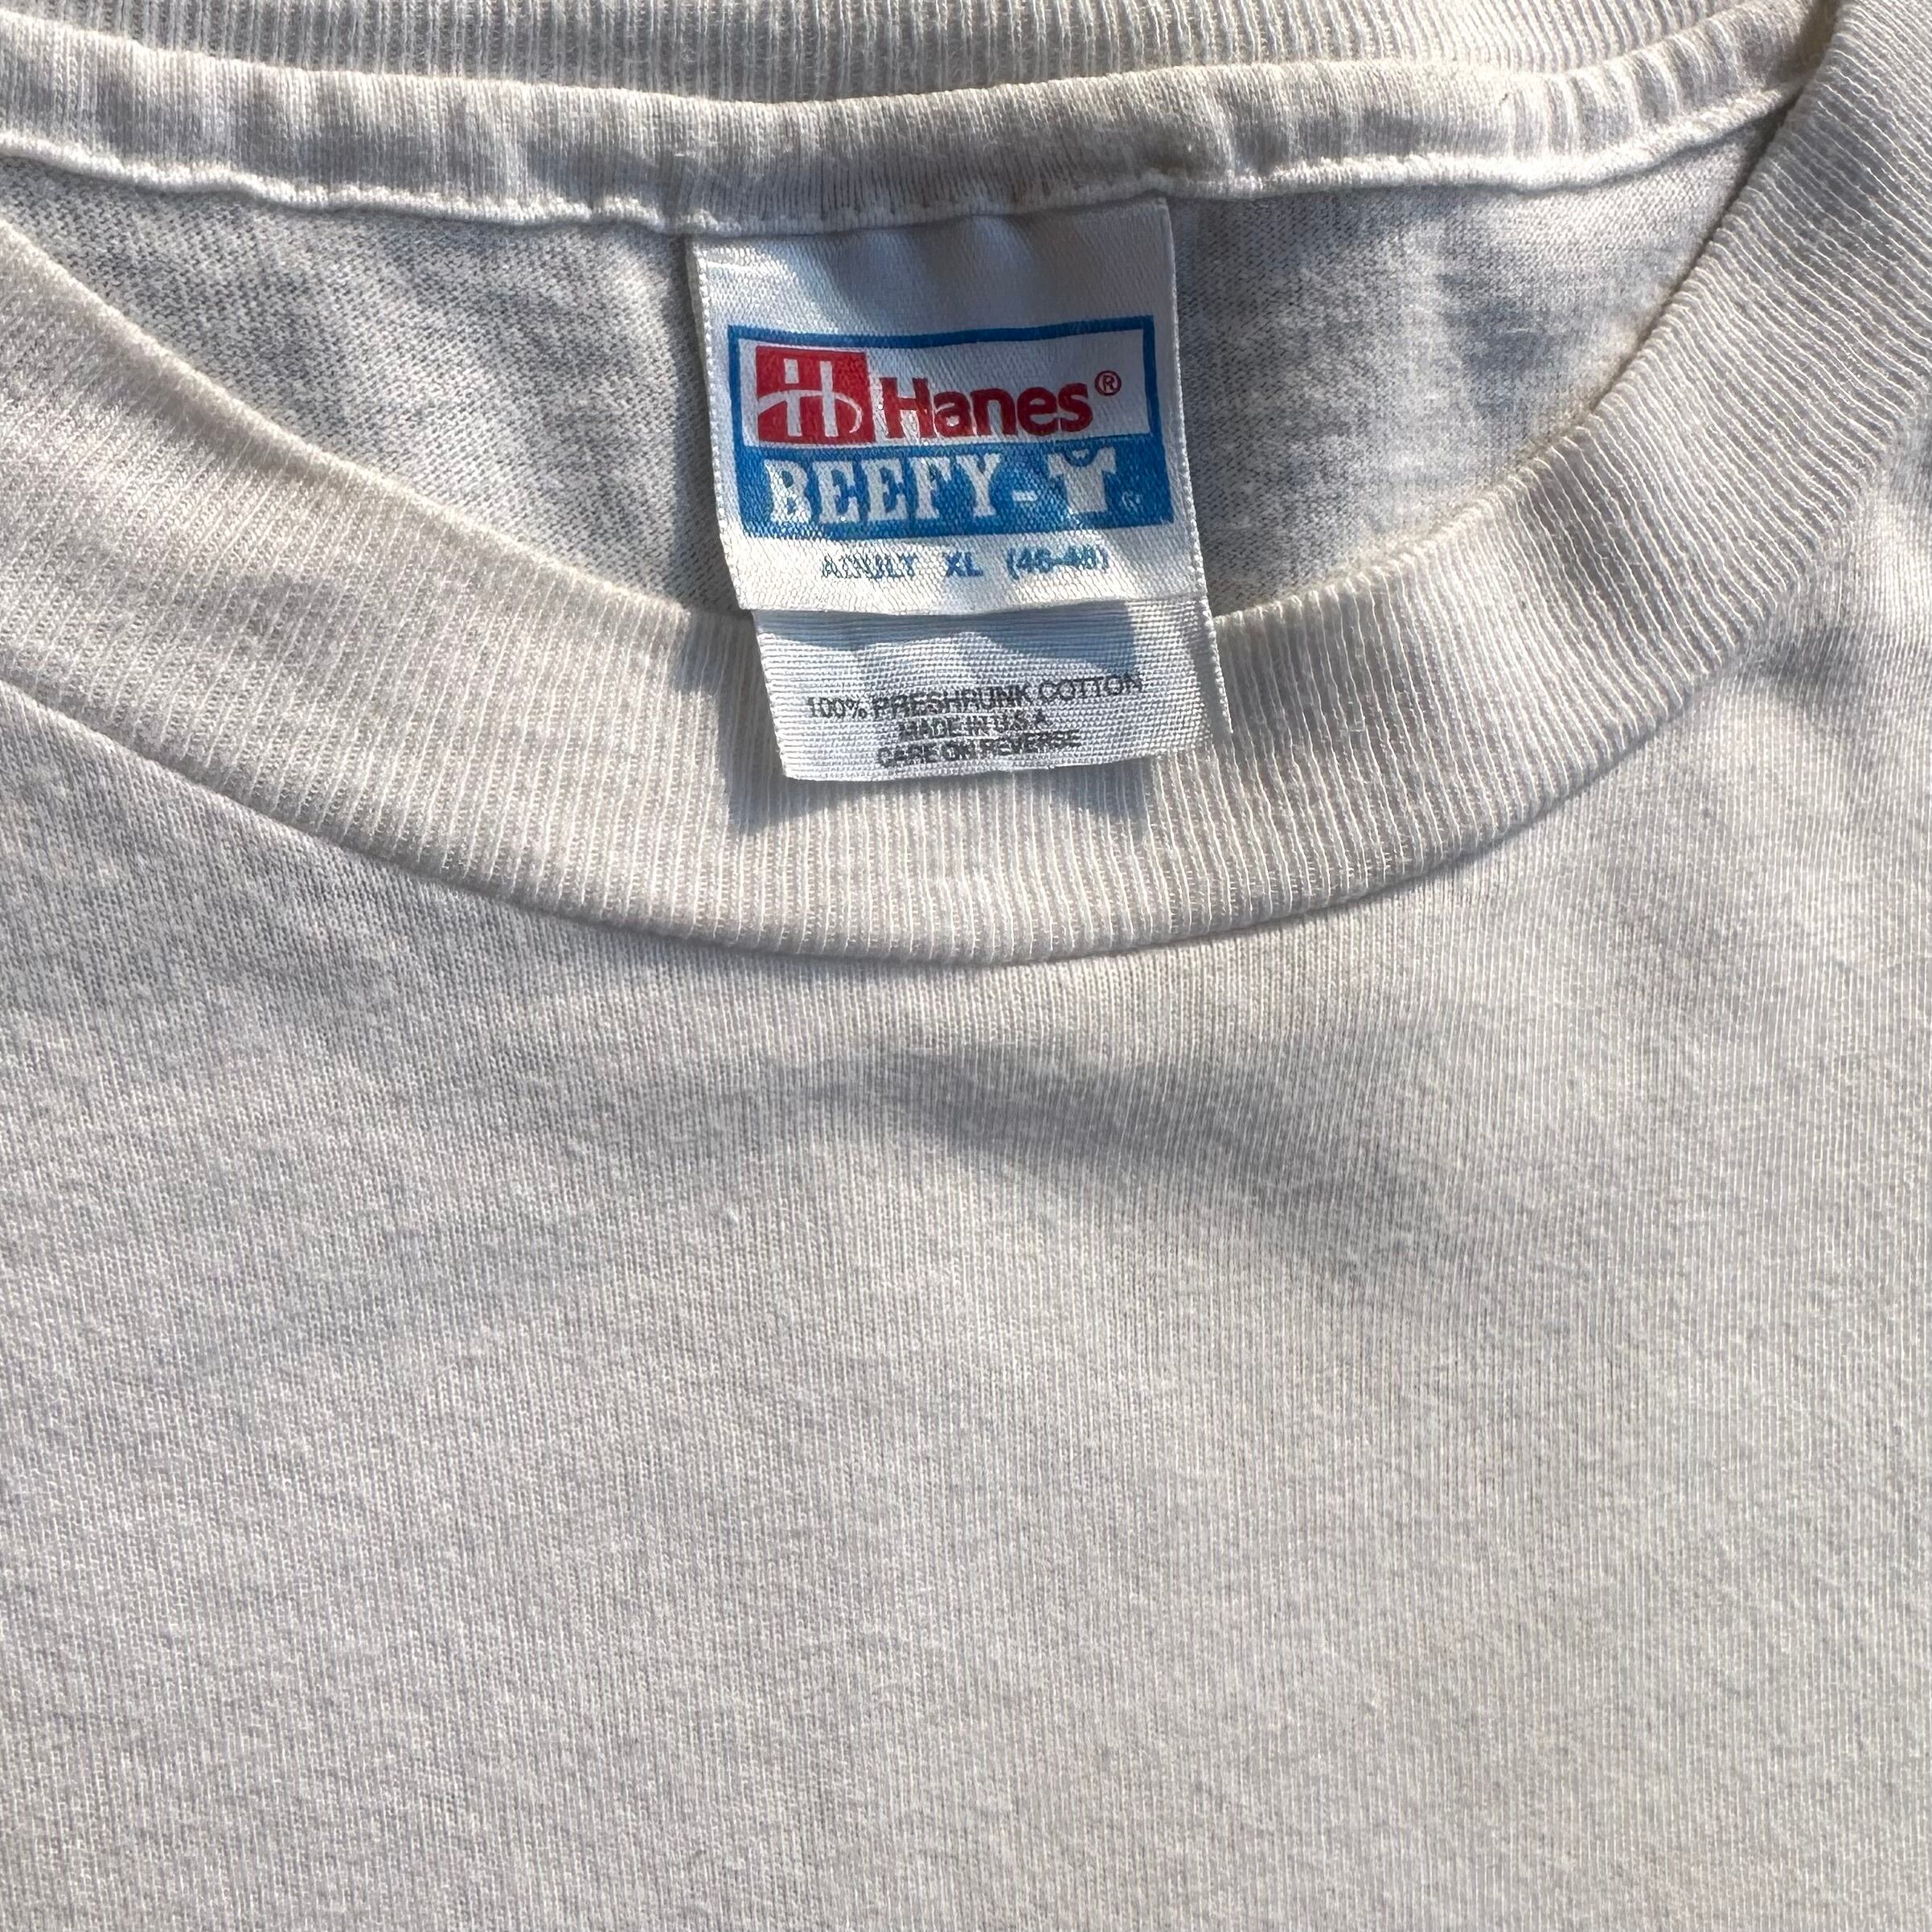 H Hanes®
BEEFY-T
ADULT XL (46-48)
100% PRESHRUNK COTTON
MADE IN U.S.A.
CARE ON REVERSE